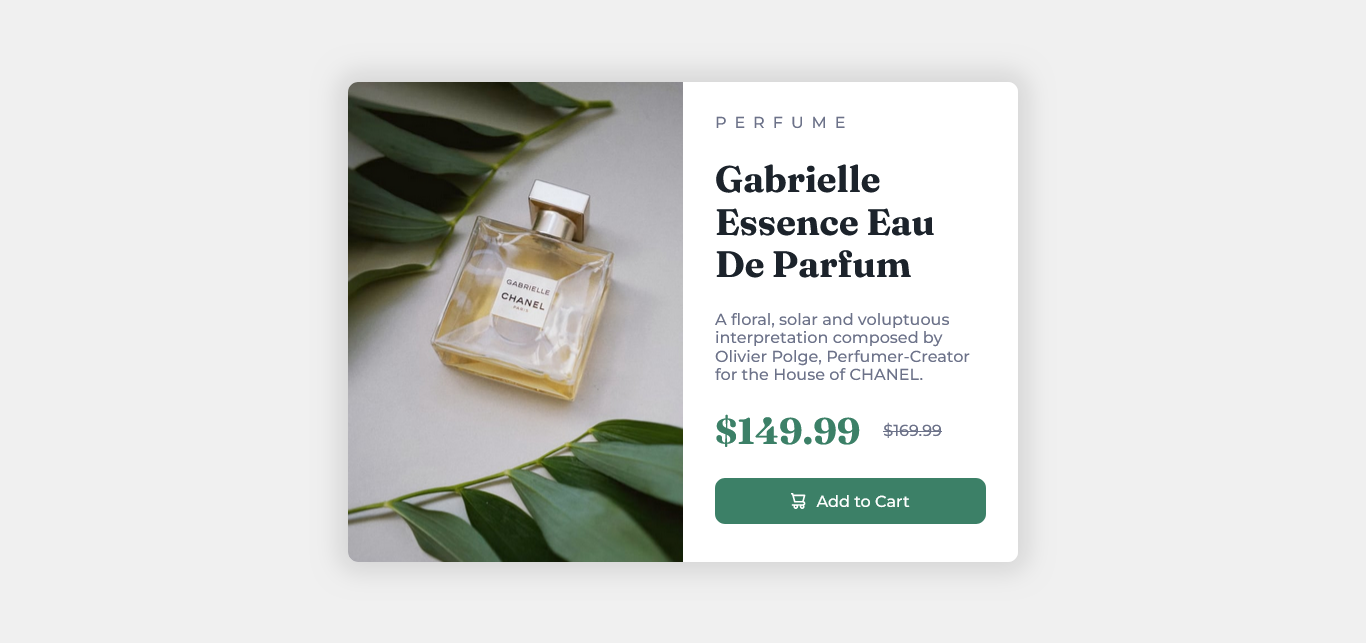 GABRIELLE
CHANEL
PARIS
PERFUME
Gabrielle
Essence Eau
De Parfum
A floral, solar and voluptuous
interpretation composed by
Olivier Polge, Perfumer-Creator
for the House of CHANEL.
$149.99 $169.99
Add to Cart